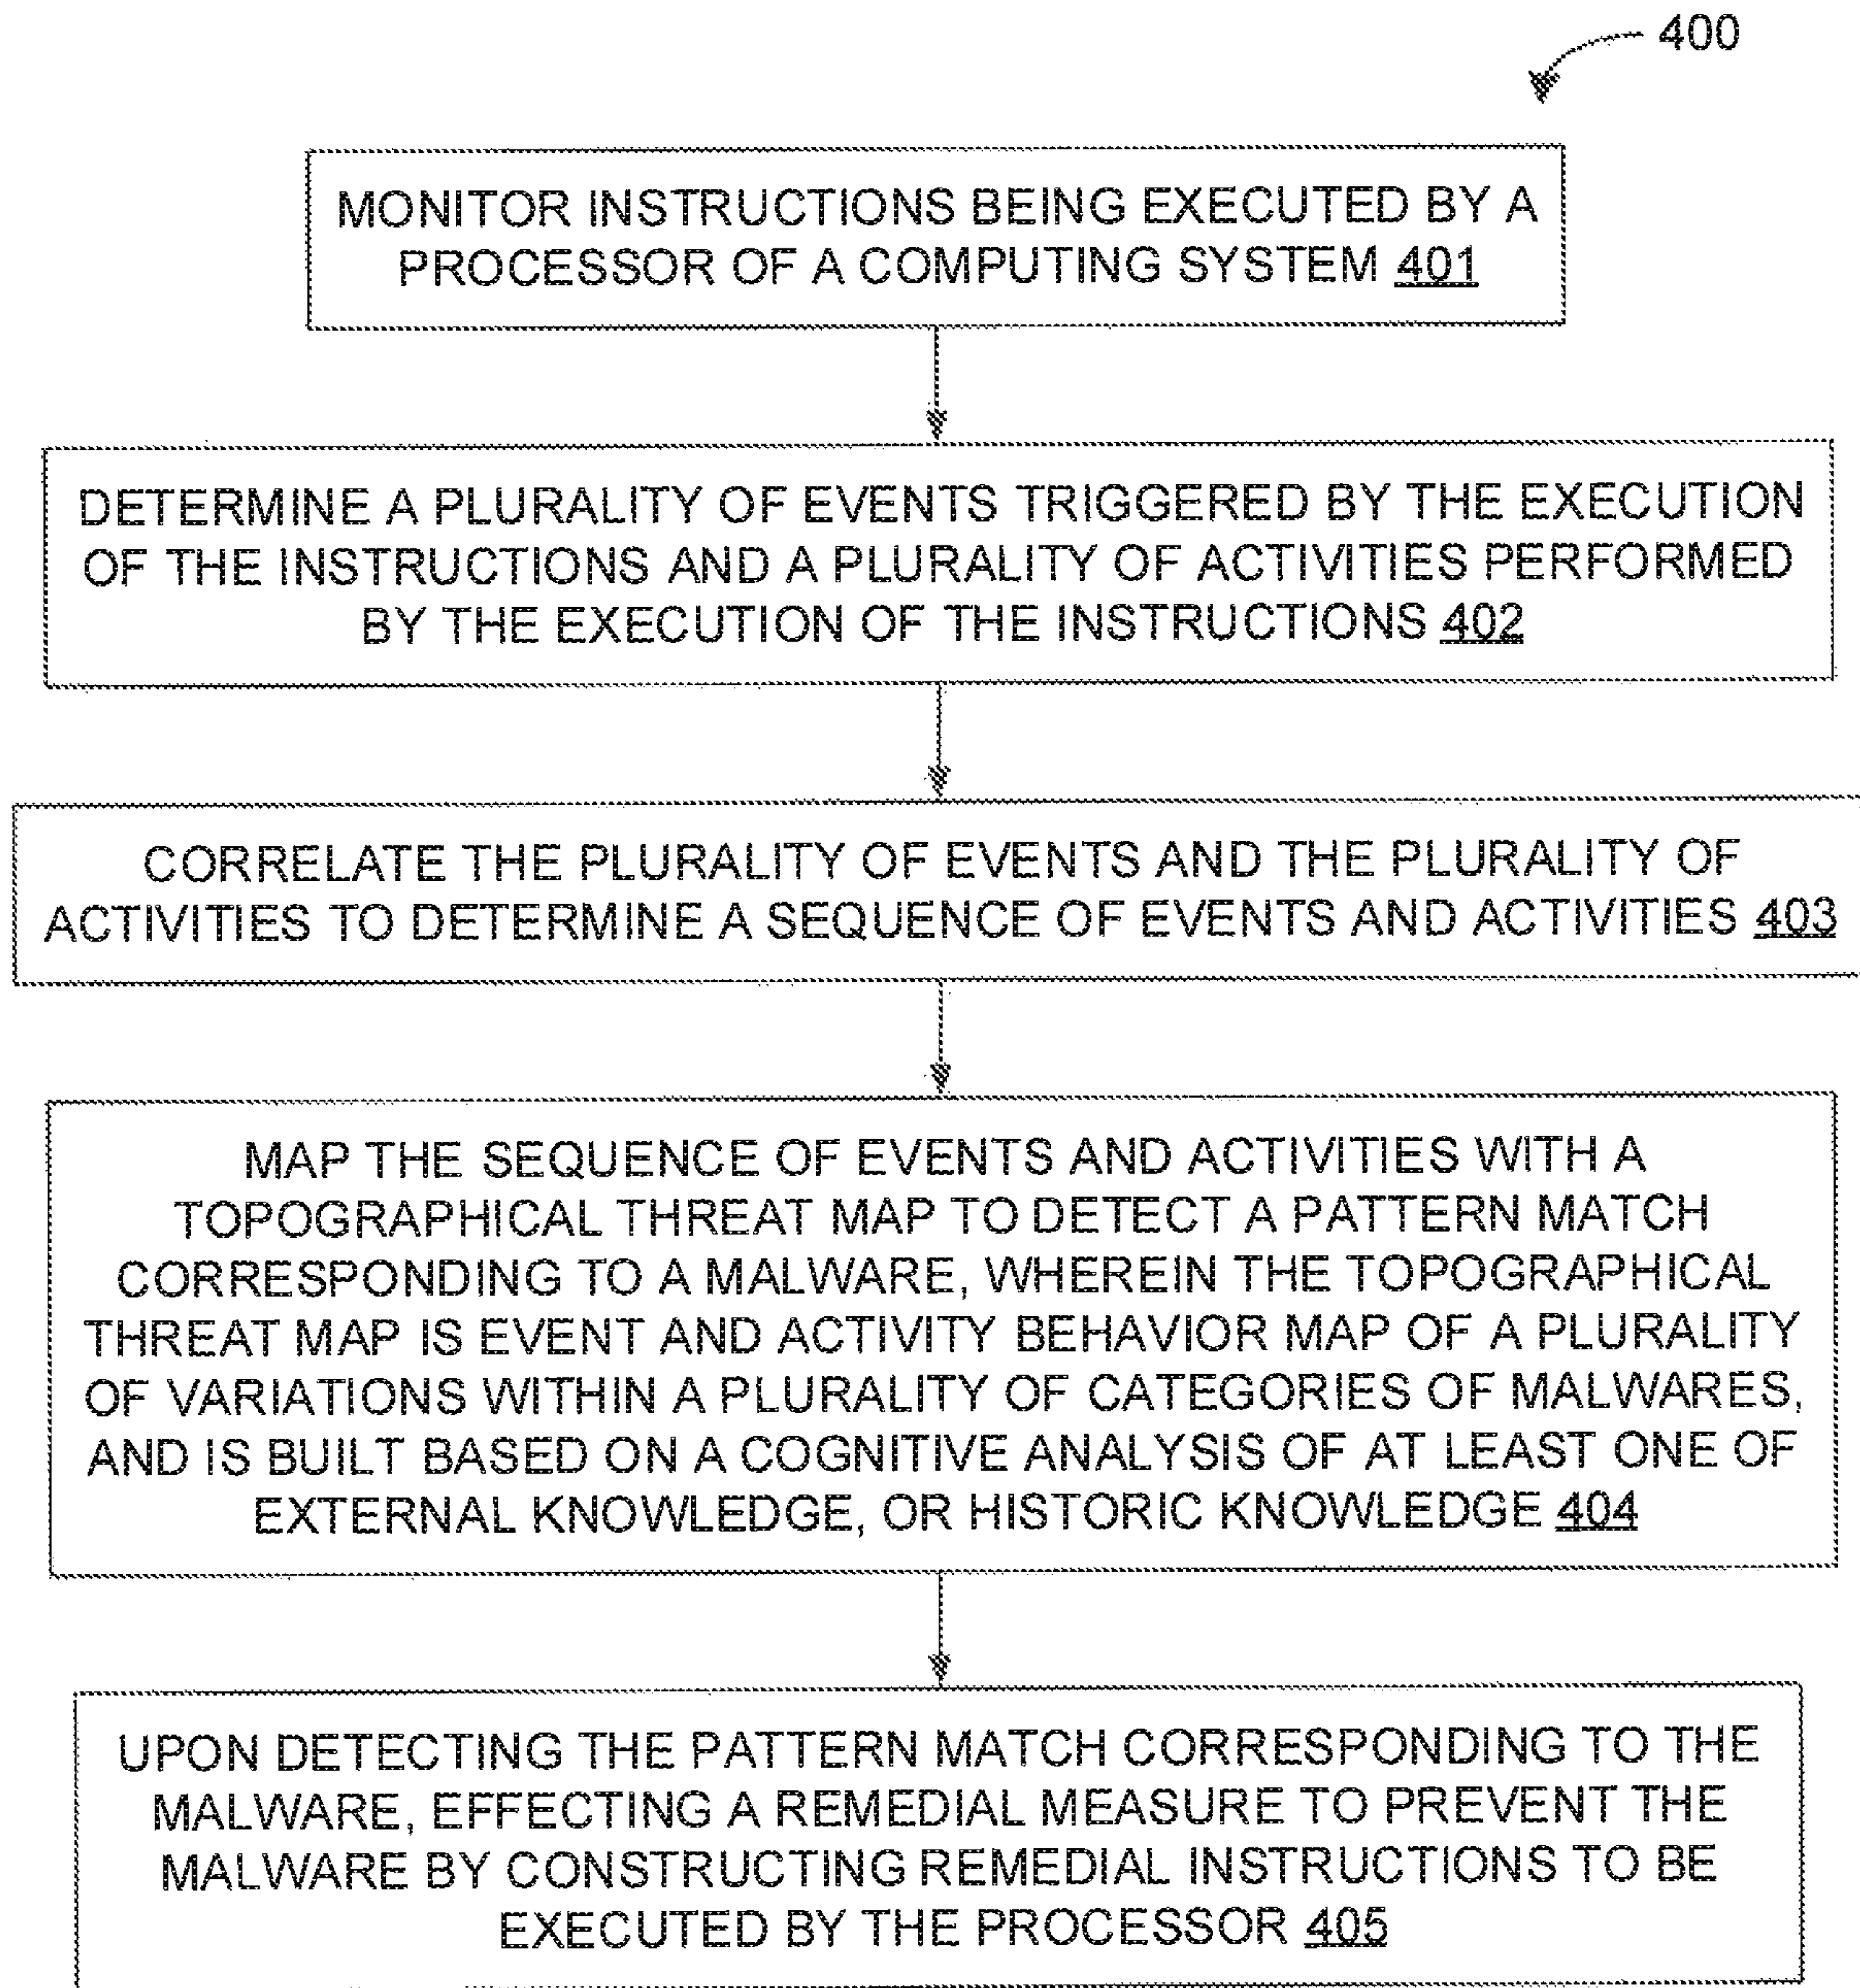 400
MONITOR INSTRUCTIONS BEING EXECUTED BY A
PROCESSOR OF A COMPUTING SYSTEM 401
DETERMINE A PLURALITY OF EVENTS TRIGGERED BY THE EXECUTION
OF THE INSTRUCTIONS AND A PLURALITY OF ACTIVITIES PERFORMED
BY THE EXECUTION OF THE INSTRUCTIONS 402
CORRELATE THE PLURALITY OF EVENTS AND THE PLURALITY OF
ACTIVITIES TO DETERMINE A SEQUENCE OF EVENTS AND ACTIVITIES 403
MAP THE SEQUENCE OF EVENTS AND ACTIVITIES WITH A
TOPOGRAPHICAL THREAT MAP TO DETECT A PATTERN MATCH
CORRESPONDING TO A MALWARE, WHEREIN THE TOPOGRAPHICAL
THREAT MAP IS EVENT AND ACTIVITY BEHAVIOR MAP OF A PLURALITY
OF VARIATIONS WITHIN A PLURALITY OF CATEGORIES OF MALWARES,
AND IS BUILT BASED ON A COGNITIVE ANALYSIS OF AT LEAST ONE OF
EXTERNAL KNOWLEDGE, OR HISTORIC KNOWLEDGE 404
UPON DETECTING THE PATTERN MATCH CORRESPONDING TO THE
MALWARE, EFFECTING A REMEDIAL MEASURE TO PREVENT THE
MALWARE BY CONSTRUCTING REMEDIAL INSTRUCTIONS TO BE
EXECUTED BY THE PROCESSOR 405